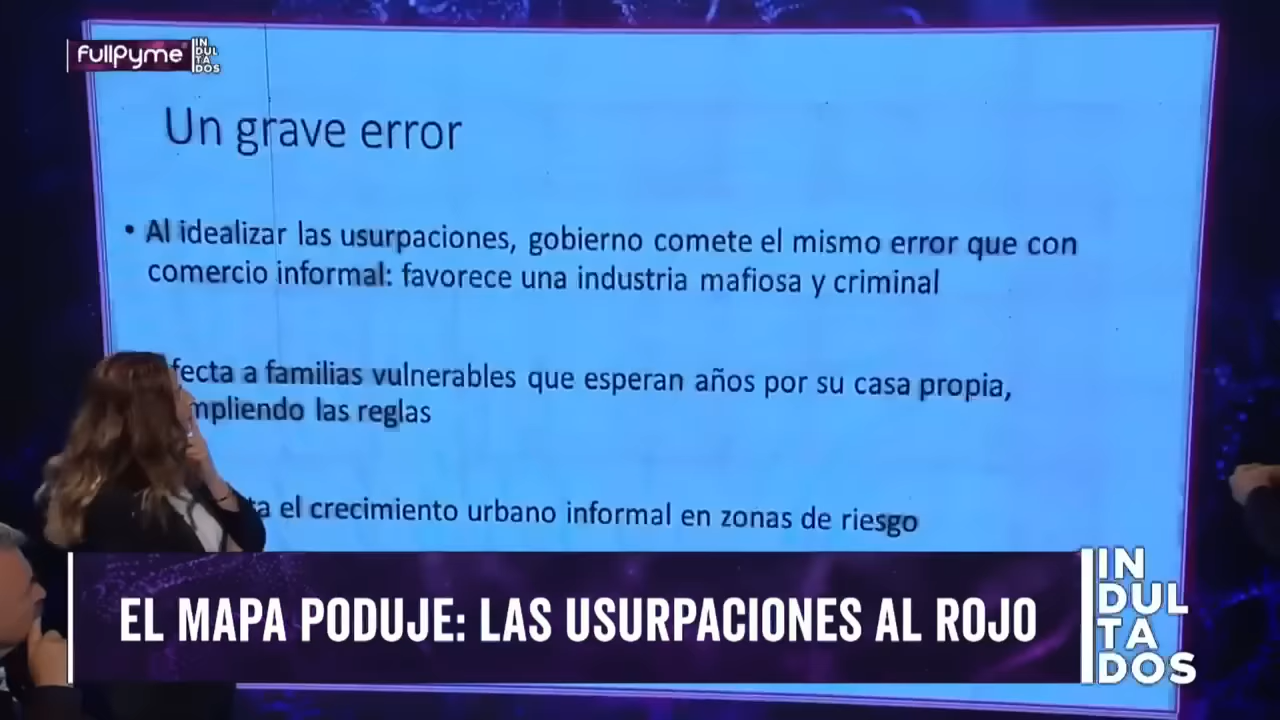 FullPyme
IN
DUL
TA
DOS
Un grave error
• Al idealizar las usurpaciones, gobierno comete el mismo error que con
comercio informal: favorece una industria mafiosa y criminal
fecta a familias vulnerables que esperan años por su casa propia,
mpliendo las reglas
ta el crecimiento urbano informal en zonas de riesgo
EL MAPA PODUJE: LAS USURPACIONES AL ROJO
IN
DUL
TA
DOS